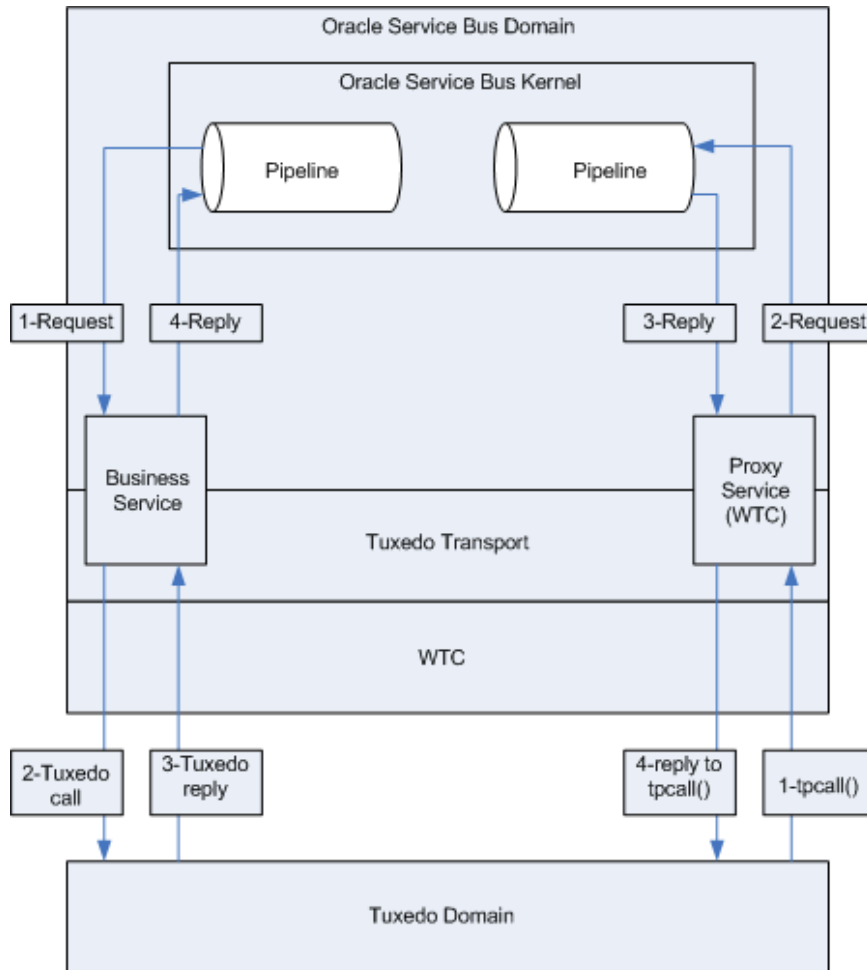 Oracle Service Bus Domain
Oracle Service Bus Kernel
Pipeline
Pipeline
1-Request
4-Reply
3-Reply
2-Request
Business
Service
Proxy
Service
(WTC)
Tuxedo Transport
WTC
2-Tuxedo
call
3-Tuxedo
reply
4-reply to
tpcall()
1-tpcall()
Tuxedo Domain